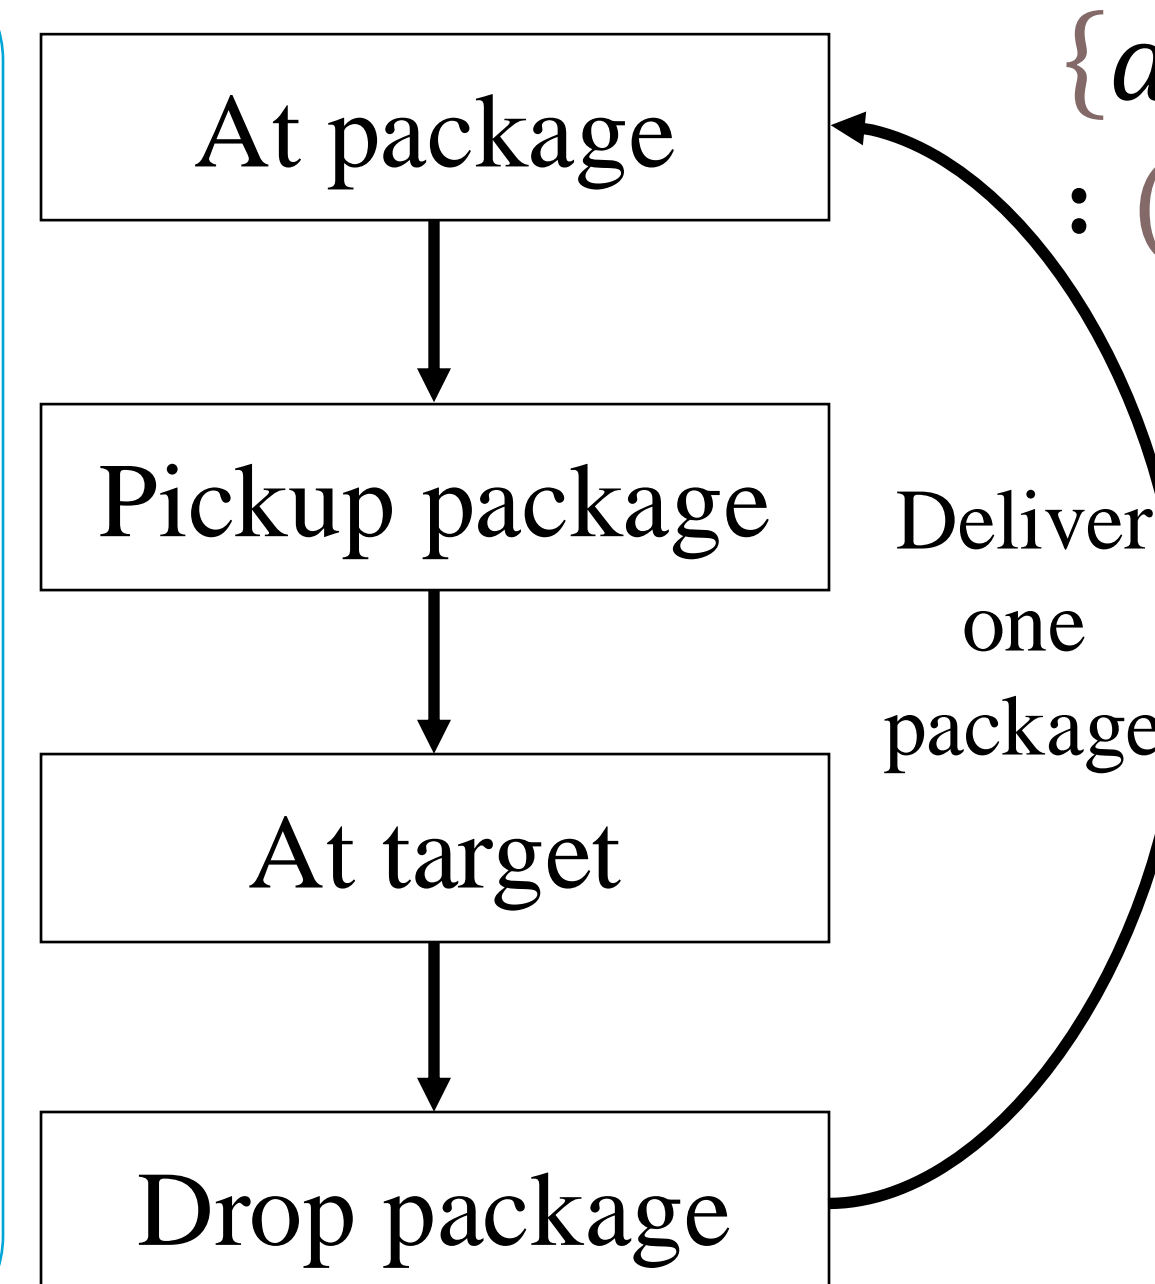 At package
Pickup package
At target
Drop package
Deliver
one
package
{a
: (